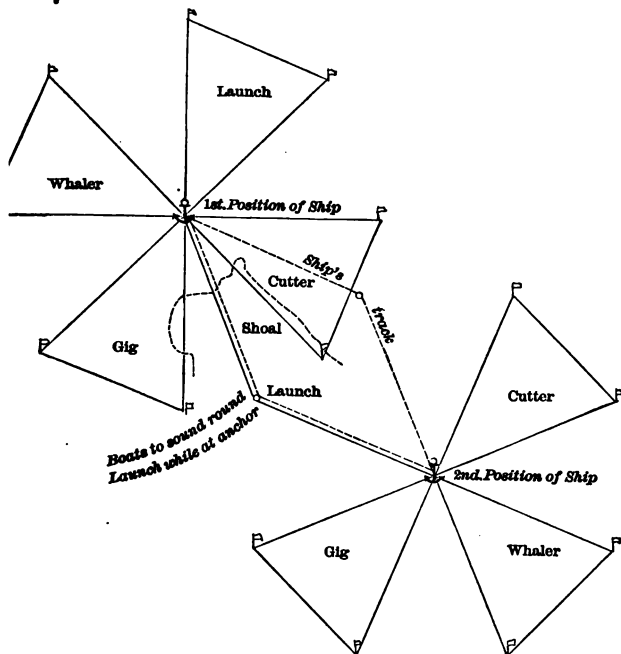 Launch
Whaler
1st. Position of Ship
Ship's
Cutter
track
Shoal
Gig
Launch
Boats to sound round
Launch while at anchor
Cutter
2nd. Position of Ship
Gig
Whaler